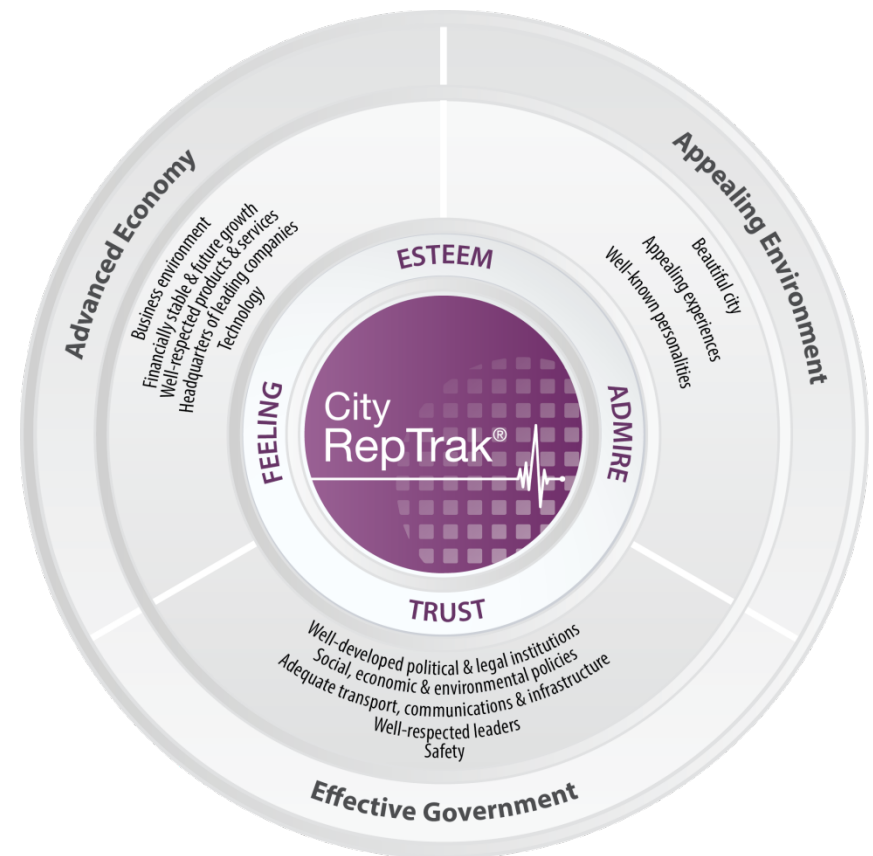 Advanced Economy
Business environment
Financially stable & future growth
Well-respected products & services
Headquarters of leading companies
Technology
Appealing Environment
Beautiful city
Appealing experiences
Well-known personalities
ESTEEM
FEELING
ADMIRE
City
RepTrak®
TRUST
Well-developed political & legal institutions
Social, economic & environmental policies
Adequate transport, communications & infrastructure
Well-respected leaders
Safety
Effective Government